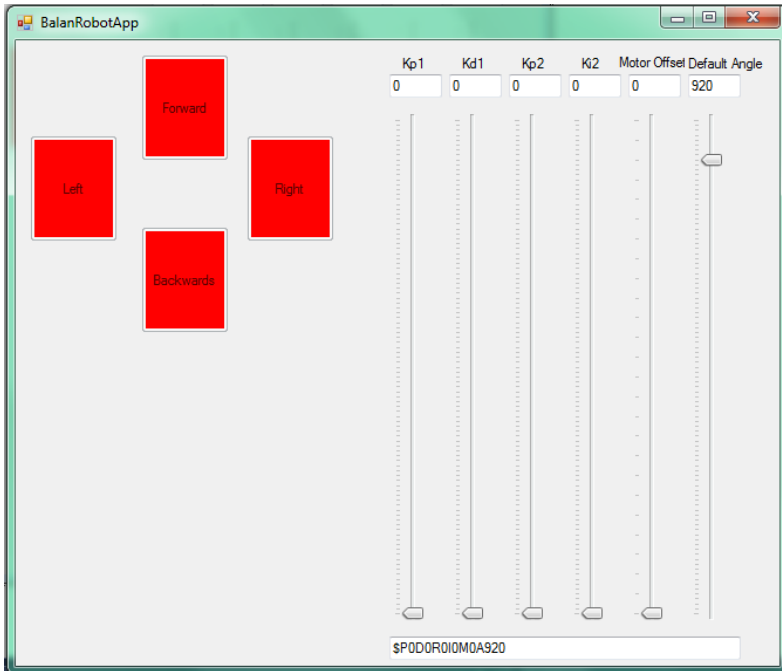 BalanRobotApp
Kp1 Kd1 Kp2 Ki2 Motor Offset Default Angle
0 0 0 0 0 920
Forward
Left Right
Backwards
$P0D0R0I0M0A920